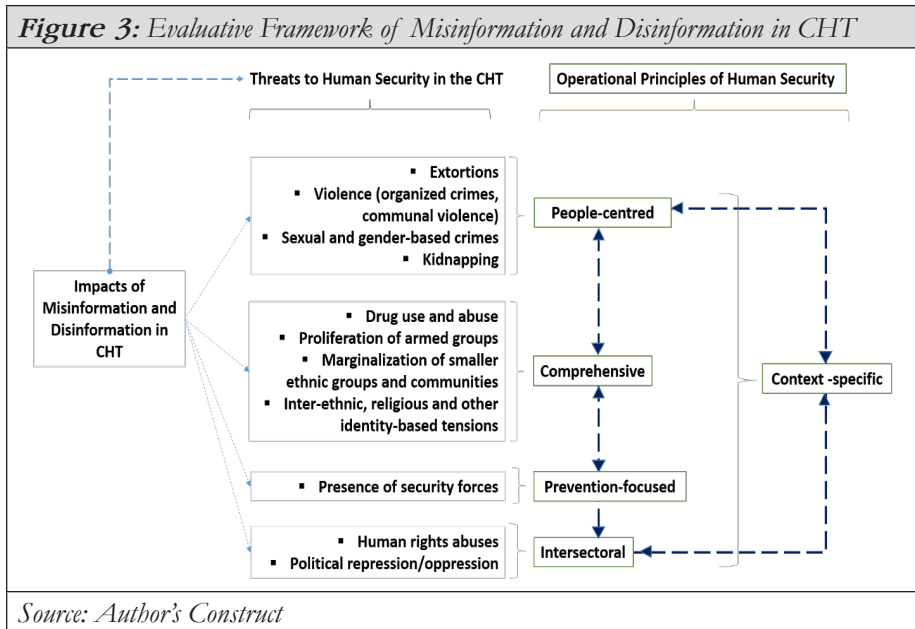 Figure 3: Evaluative Framework of Misinformation and Disinformation in CHT
Threats to Human Security in the CHT
Operational Principles of Human Security
Impacts of
Misinformation and
Disinformation in
CHT
▪ Extortions
▪ Violence (organized crimes,
communal violence)
▪ Sexual and gender-based crimes
▪ Kidnapping
▪ Drug use and abuse
▪ Proliferation of armed groups
▪ Marginalization of smaller
ethnic groups and communities
▪ Inter-ethnic, religious and other
identity-based tensions
▪ Presence of security forces
▪ Human rights abuses
▪ Political repression/oppression
People-centred
Comprehensive
Prevention-focused
Intersectoral
Context -specific
Source: Author's Construct